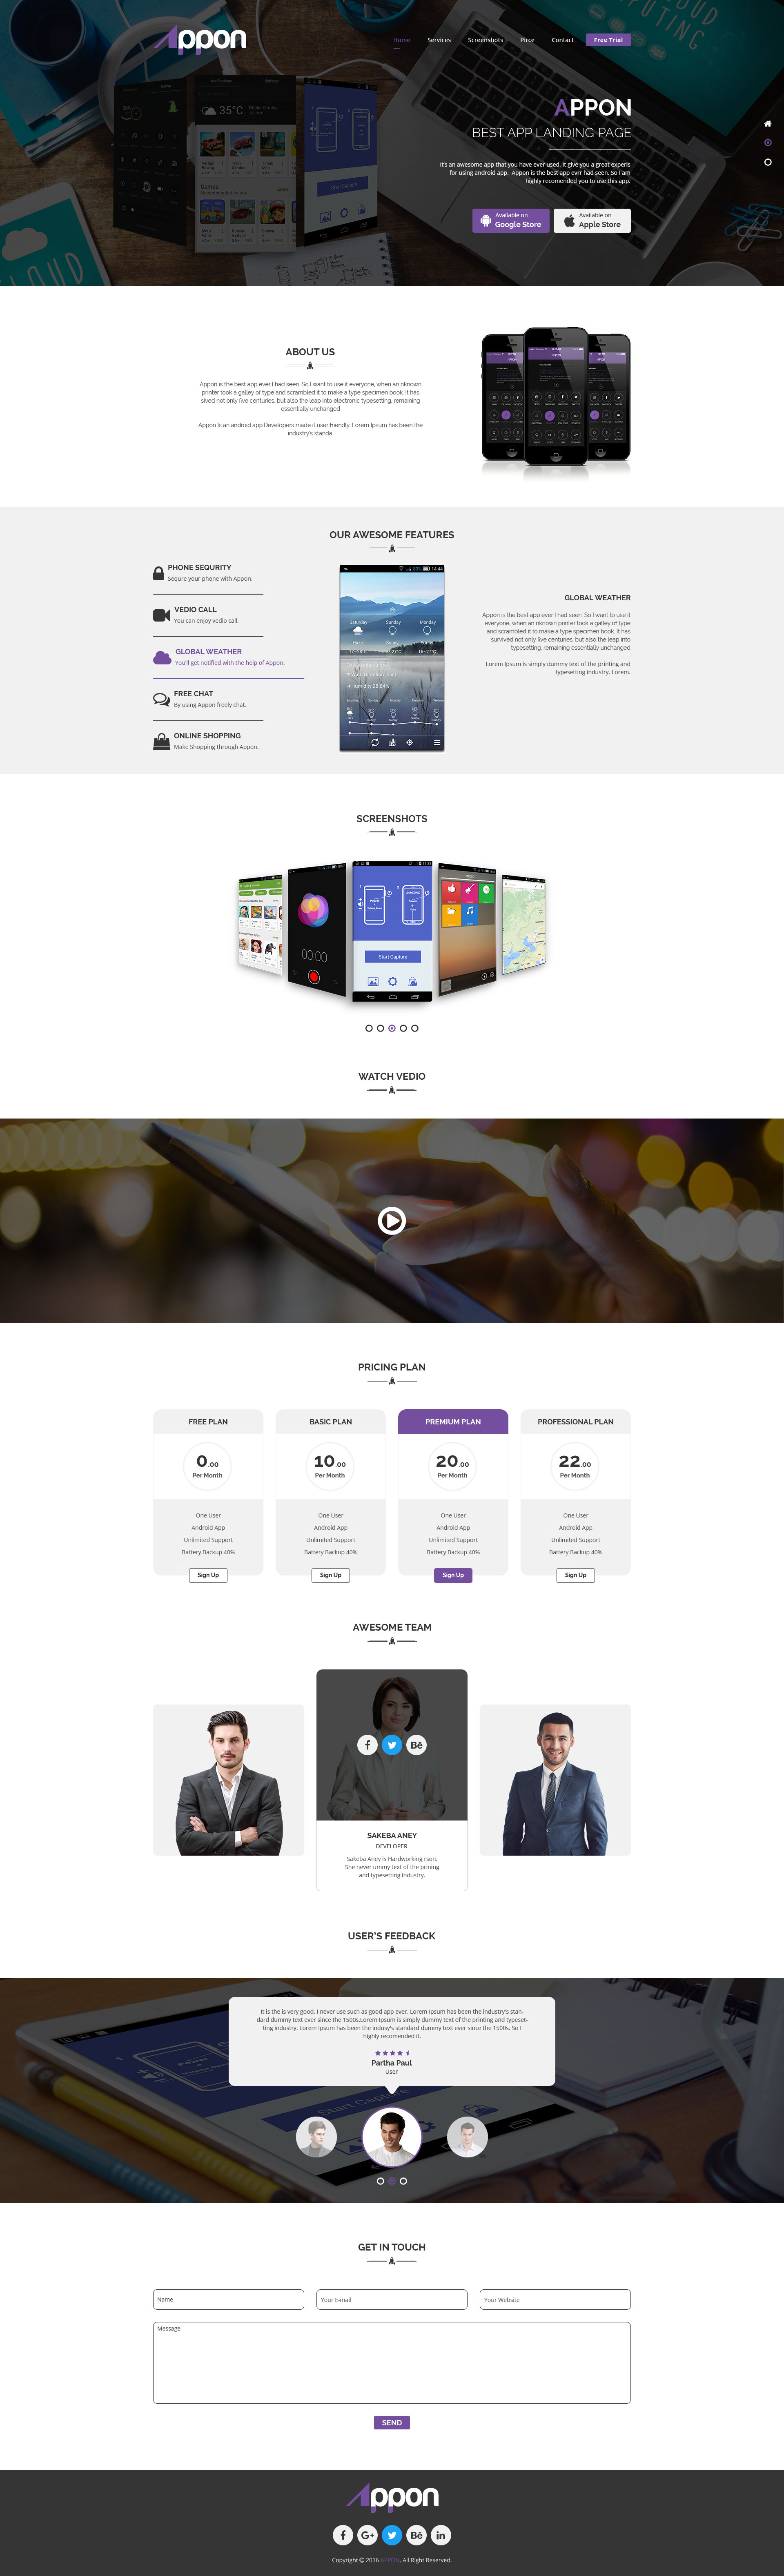 Appon
Home Services Screenshots Pirce Contact Free Trial
CLOUD
COMPUTING
35°C
Games
Start Capture
APPON
BEST APP LANDING PAGE
It's an awesome app that you have ever used. It give you a great experis
for using android app. Appon is the best app evrr had seen. So I am
highly recomended you to use this app.
Available on
Google Store
Available on
Apple Store
ABOUT US
Appon is the best app ever I had seen. So I want to use it everyone, when an nknown
printer took a galley of type and scrambled it to make a type specimen book. It has
sived not only five centuries, but also the leap into electronic typesetting, remaining
essentially unchanged
Appon Is an android app.Developers made it user friendly. Lorem Ipsum has been the
industry's standa.
OUR AWESOME FEATURES
PHONE SEQURITY
Sequre your phone with Appon.
VEDIO CALL
You can enjoy vedio call.
GLOBAL WEATHER
You'll get notified with the help of Appon.
FREE CHAT
By using Appon freely chat.
ONLINE SHOPPING
Make Shopping through Appon.
14:44
Saturday Sunday Monday
Humidity
GLOBAL WEATHER
Appon is the best app ever I had seen. So I want to use it
everyone, when an nknown printer took a galley of type
and scrambled it to make a type specimen book. It has
survived not only five centuries, but also the leap into
typesetting, remaining essentially unchanged
Lorem Ipsum is simply dummy text of the printing and
typesetting industry. Lorem.
SCREENSHOTS
00:00
Start Capture
WATCH VEDIO
PRICING PLAN
FREE PLAN
0.00
Per Month
One User
Android App
Unlimited Support
Battery Backup 40%
Sign Up
BASIC PLAN
10.00
Per Month
One User
Android App
Unlimited Support
Battery Backup 40%
Sign Up
PREMIUM PLAN
20.00
Per Month
One User
Android App
Unlimited Support
Battery Backup 40%
Sign Up
PROFESSIONAL PLAN
22.00
Per Month
One User
Android App
Unlimited Support
Battery Backup 40%
Sign Up
AWESOME TEAM
SAKEBA ANEY
DEVELOPER
Sakeba Aney is Hardworking rson.
She never ummy text of the prining
and typesetting industry.
USER'S FEEDBACK
It is the is very good, I never use such as good app ever. Lorem Ipsum has been the industry's stan-
dard dummy text ever since the 1500s.Lorem Ipsum is simply dummy text of the printing and typeset-
ting industry. Lorem Ipsum has been the indusy's standard dummy text ever since the 1500s. So I
highly recomended it.
Partha Paul
User
Start Capture
GET IN TOUCH
Name
Your E-mail
Your Website
Message
SEND
Appon
Copyright © 2016 APPON. All Right Reserved.